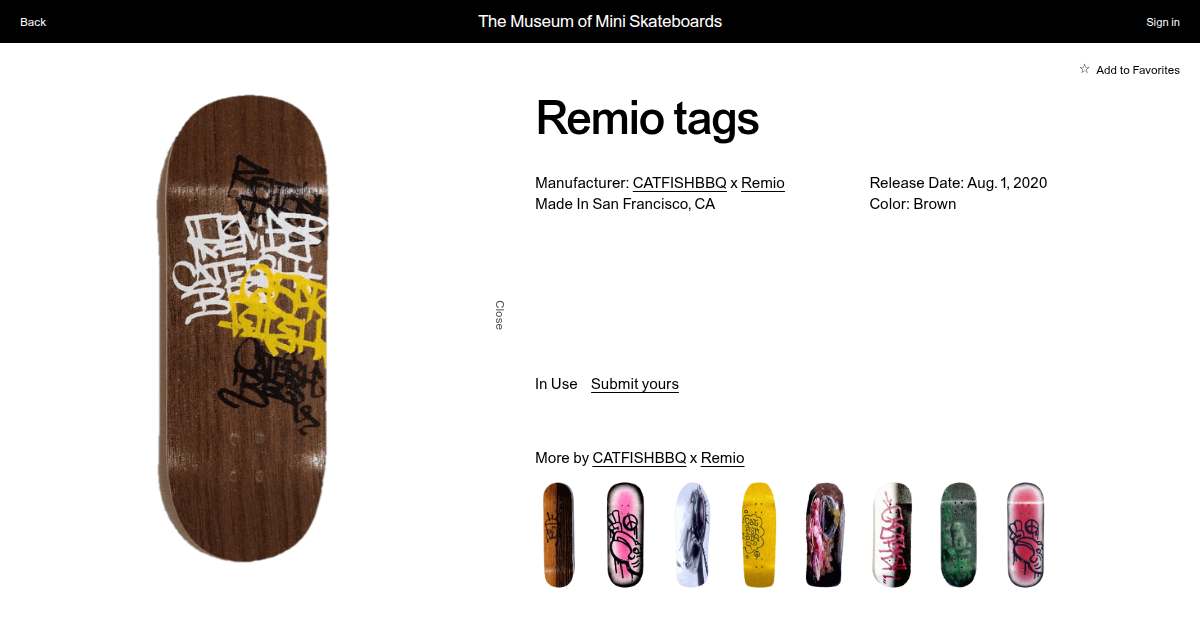 Back
The Museum of Mini Skateboards
Sign in
☆ Add to Favorites
Remio tags
Manufacturer: CATFISHBBQ x Remio
Made In San Francisco, CA
Release Date: Aug. 1, 2020
Color: Brown
Close
In Use Submit yours
More by CATFISHBBQ x Remio